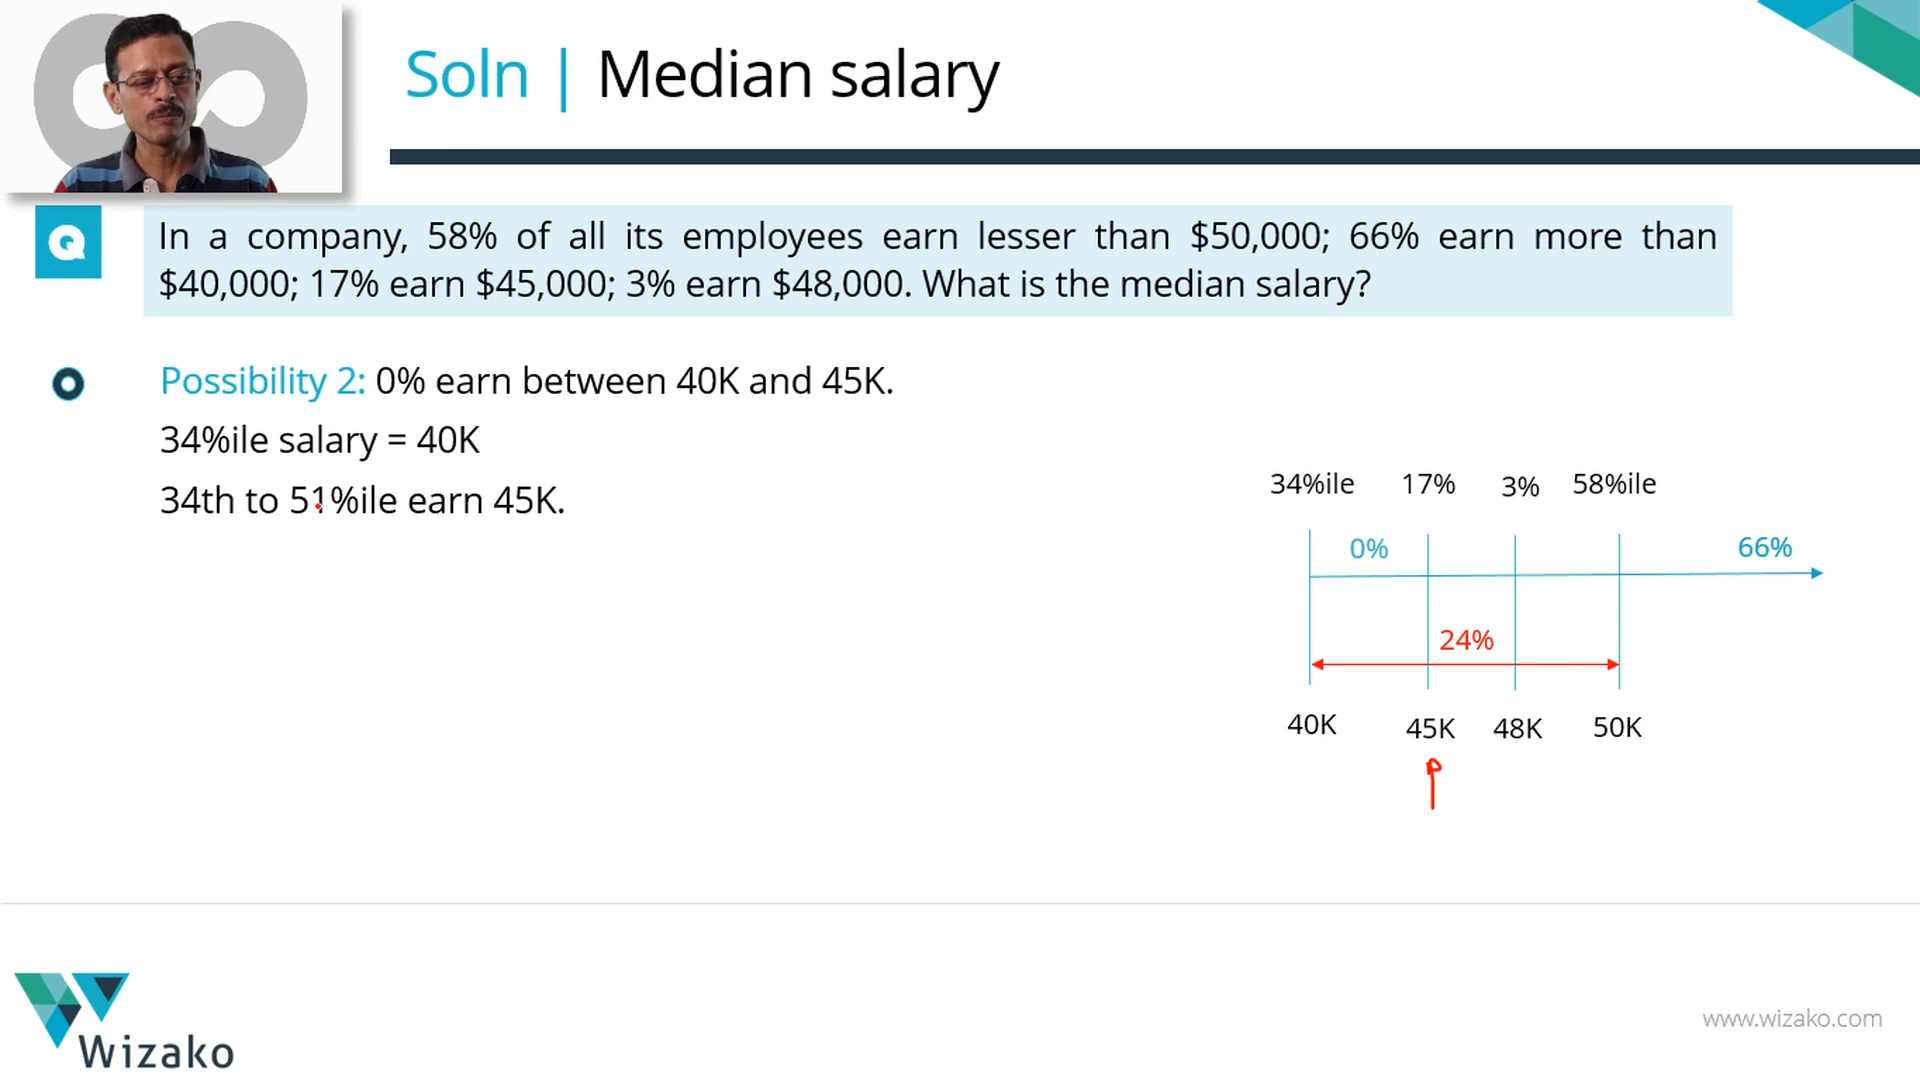 Soln | Median salary
Q
In a company, 58% of all its employees earn lesser than $50,000; 66% earn more than
$40,000; 17% earn $45,000; 3% earn $48,000. What is the median salary?
Possibility 2: 0% earn between 40K and 45K.
34%ile salary = 40K
34th to 51%ile earn 45K.
34%ile 17% 3% 58%ile
0% 66%
24%
40K 45K 48K 50K
Wizako
www.wizako.com